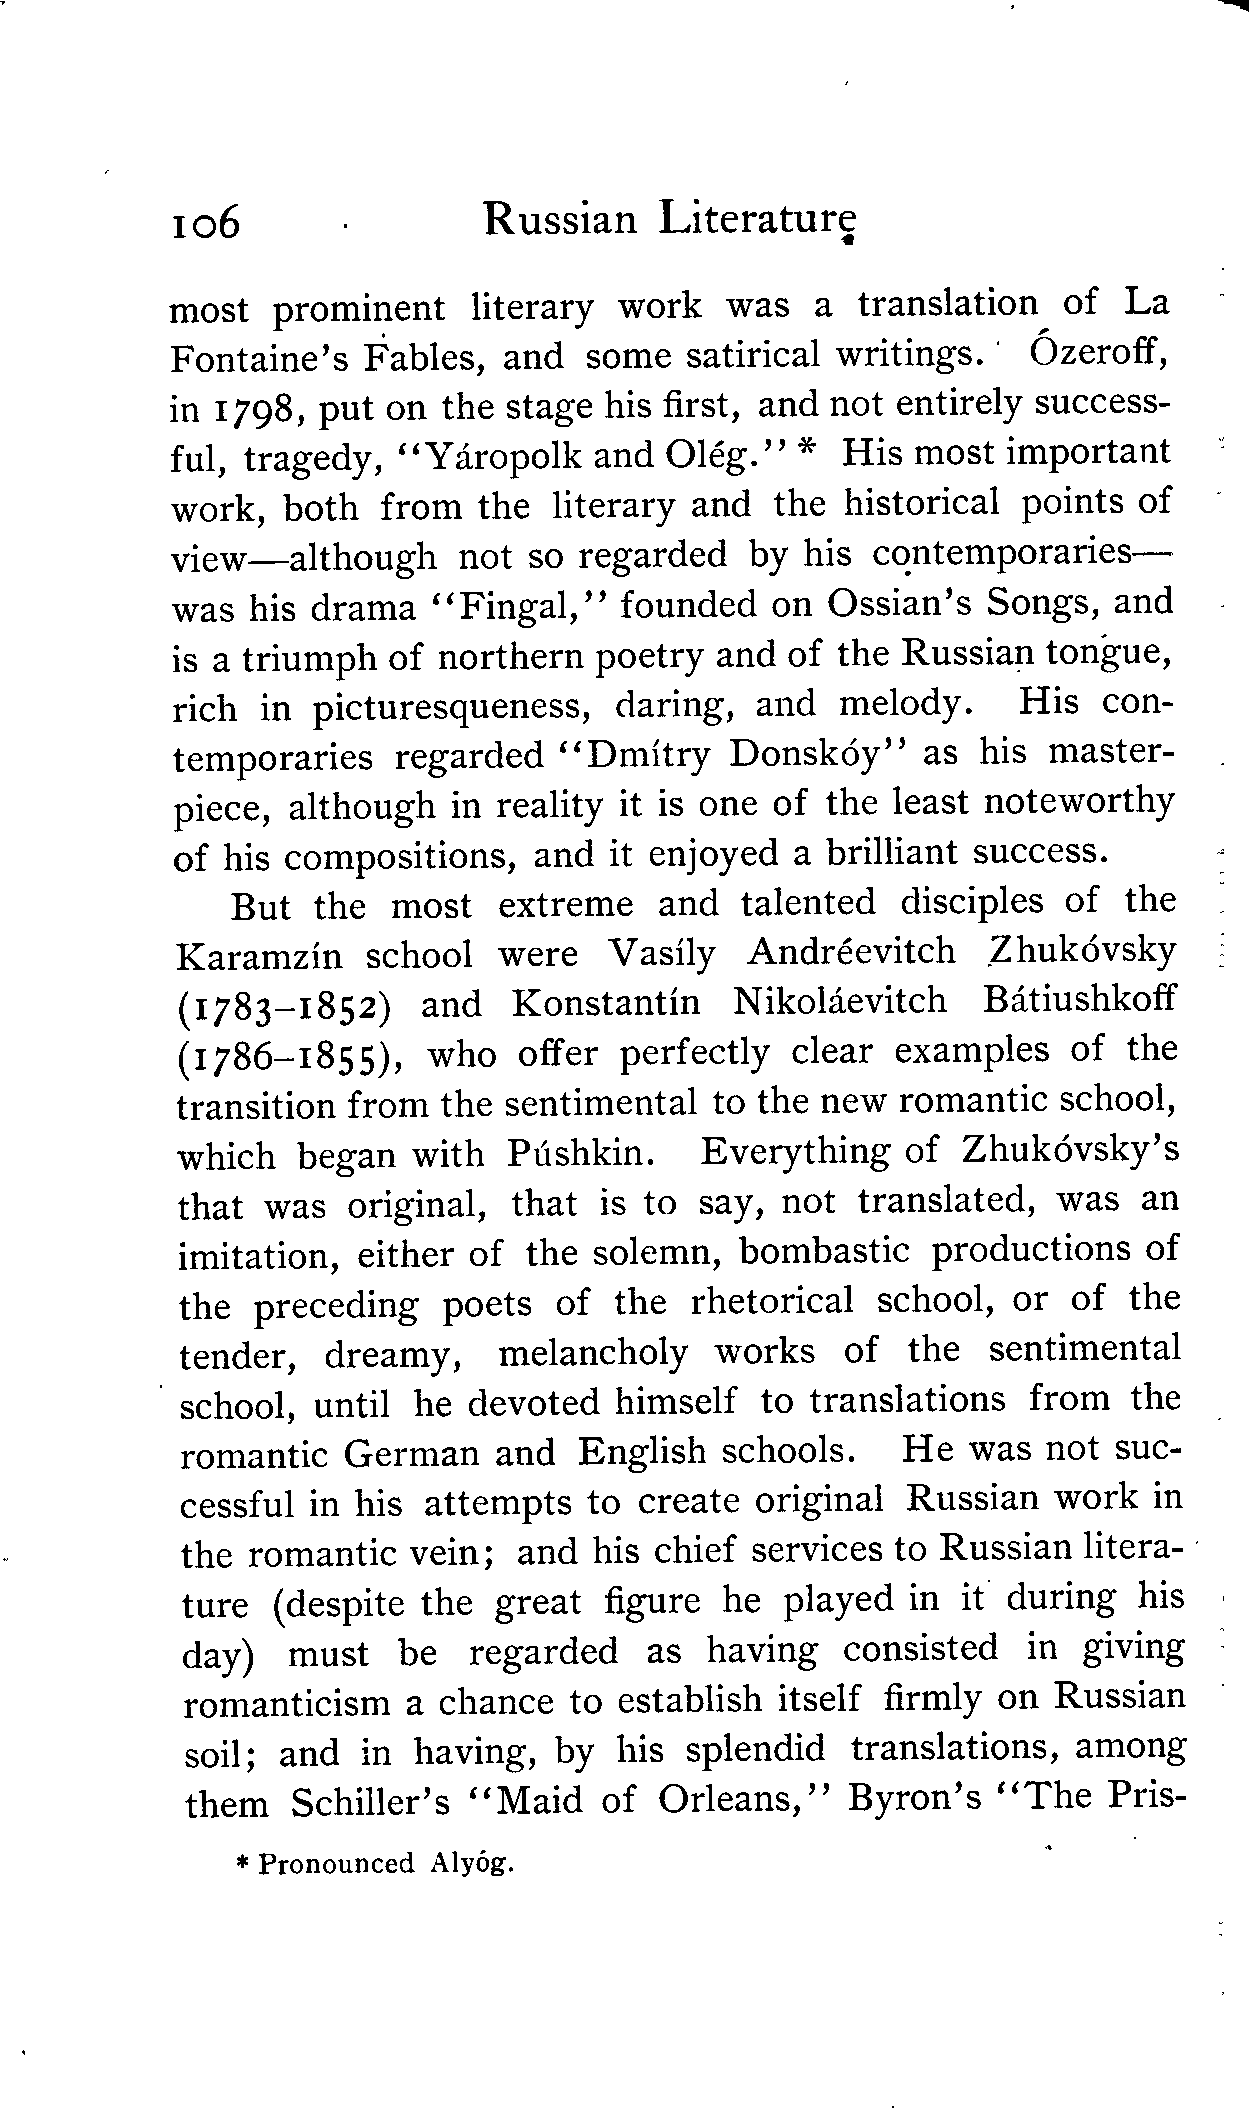 106 Russian Literature
most prominent literary work was a translation of La
Fontaine's Fables, and some satirical writings. Ózeroff,
in 1798, put on the stage his first, and not entirely success-
ful, tragedy, "Yáropolk and Olég." * His most important
work, both from the literary and the historical points of
view—although not so regarded by his contemporaries—
was his drama "Fingal," founded on Ossian's Songs, and
is a triumph of northern poetry and of the Russian tongue,
rich in picturesqueness, daring, and melody. His con-
temporaries regarded "Dmítry Donskóy" as his master-
piece, although in reality it is one of the least noteworthy
of his compositions, and it enjoyed a brilliant success.
But the most extreme and talented disciples of the
Karamzín school were Vasíly Andréevitch Zhukóvsky
(1783–1852) and Konstantín Nikoláevitch Bátiushkoff
(1786–1855), who offer perfectly clear examples of the
transition from the sentimental to the new romantic school,
which began with Púshkin. Everything of Zhukóvsky's
that was original, that is to say, not translated, was an
imitation, either of the solemn, bombastic productions of
the preceding poets of the rhetorical school, or of the
tender, dreamy, melancholy works of the sentimental
school, until he devoted himself to translations from the
romantic German and English schools. He was not suc-
cessful in his attempts to create original Russian work in
the romantic vein; and his chief services to Russian litera-
ture (despite the great figure he played in it during his
day) must be regarded as having consisted in giving
romanticism a chance to establish itself firmly on Russian
soil; and in having, by his splendid translations, among
them Schiller's "Maid of Orleans," Byron's "The Pris-
* Pronounced Alyóg.